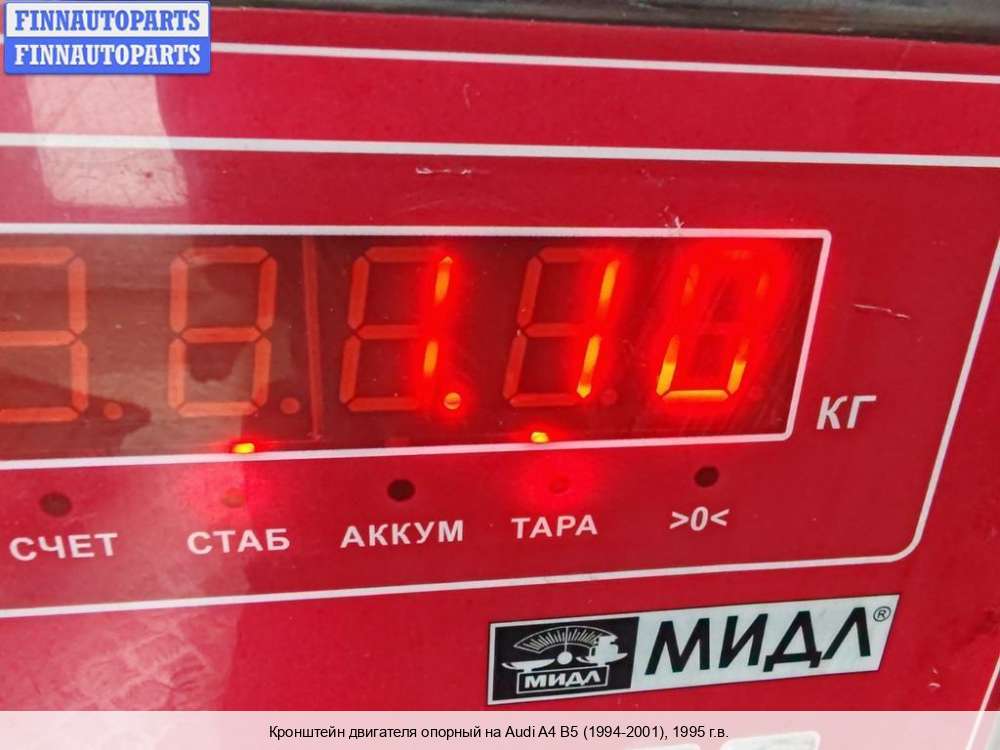 FINNAUTOPARTS
FINNAUTOPARTS
1.10
КГ
СЧЕТ СТАБ АККУМ ТАРА >0<
МИДЛ МИДЛ®
Кронштейн двигателя опорный на Audi A4 B5 (1994-2001), 1995 г.в.